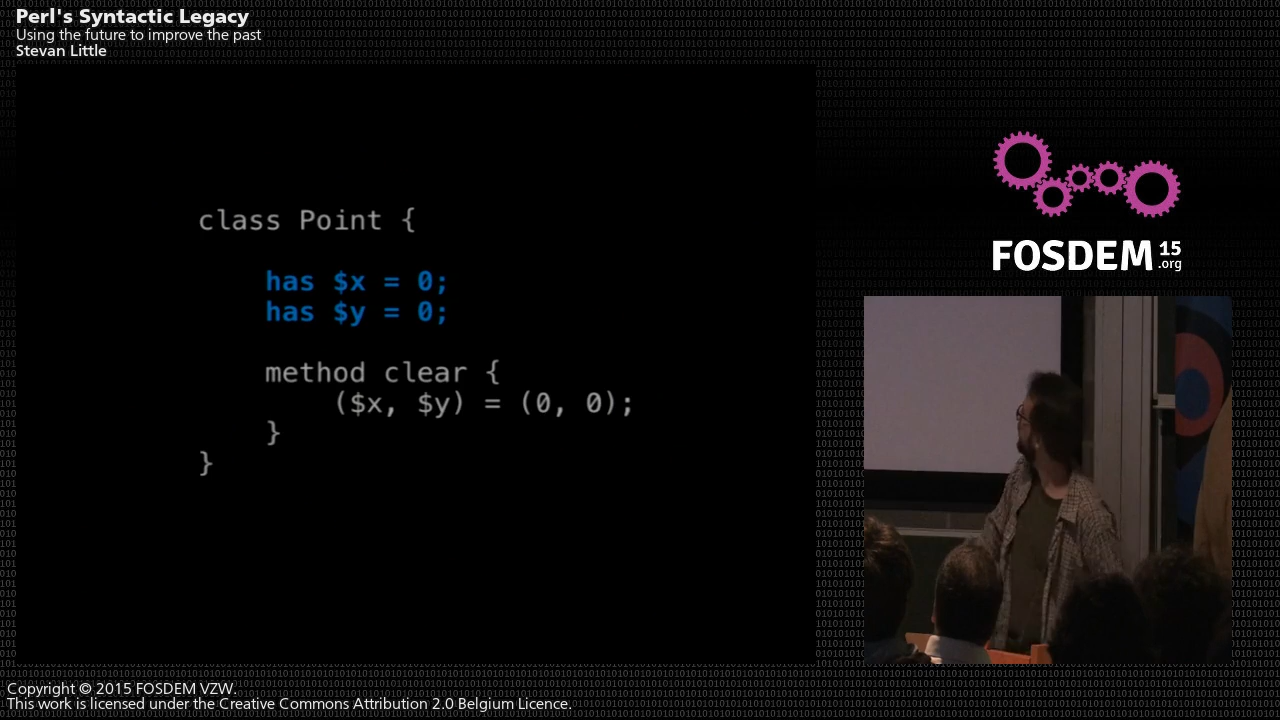 Perl's Syntactic Legacy
Using the future to improve the past
Stevan Little
class Point {
has $x = 0;
has $y = 0;
method clear {
($x, $y) = (0, 0);
}
}
FOSDEM 15
.org
Copyright © 2015 FOSDEM VZW.
This work is licensed under the Creative Commons Attribution 2.0 Belgium Licence.